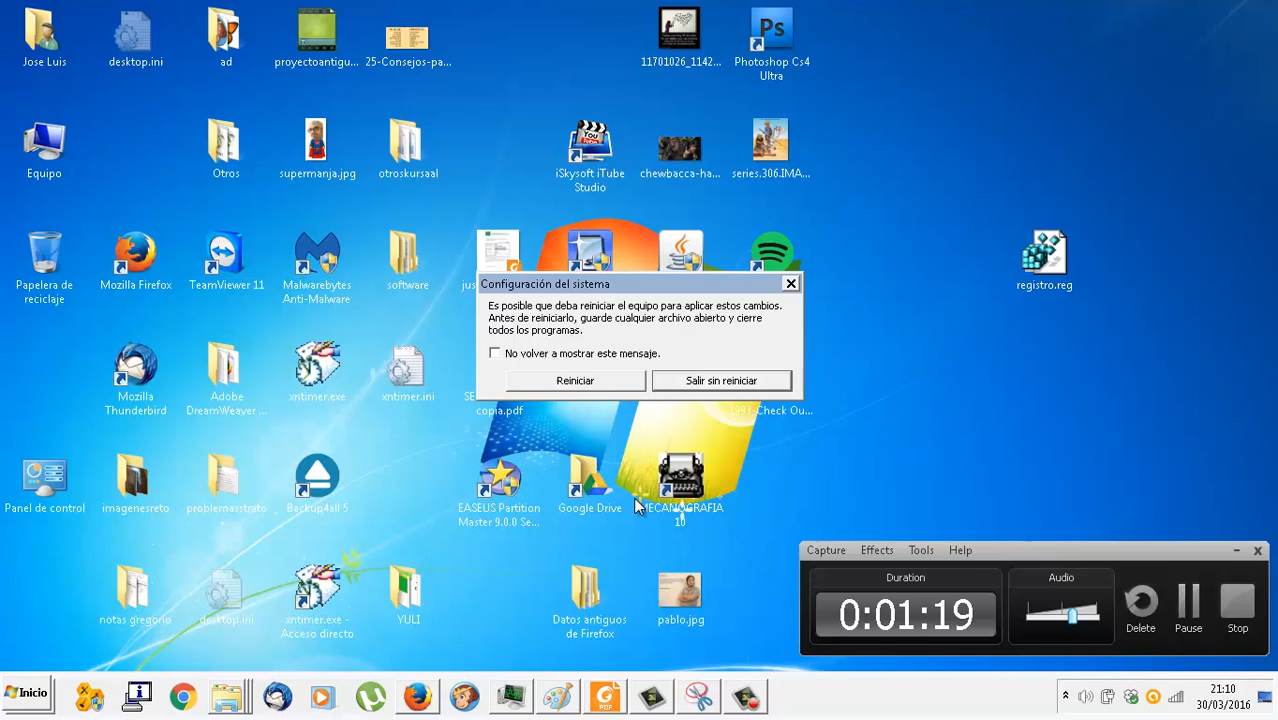 Jose Luis
desktop.ini
ad
proyectoantigu...
25-Consejos-pa...
11701026_1142...
Photoshop Cs4
Ultra
Ps
Equipo
Otros
supermanja.jpg
otroskursaal
You
Tube
iSkysoft iTube
Studio
chewbacca-ha...
series.306.IMA...
Papelera de
reciclaje
Mozilla Firefox
TeamViewer 11
Malwarebytes
Anti-Malware
software
registro.reg
Configuración del sistema
Es posible que deba reiniciar el equipo para aplicar estos cambios.
Antes de reiniciarlo, guarde cualquier archivo abierto y cierre
todos los programas.
No volver a mostrar este mensaje.
Reiniciar
Salir sin reiniciar
Mozilla
Thunderbird
Adobe
DreamWeaver ...
xntimer.exe
xntimer.ini
copia.pdf
Check Ou...
Panel de control
imagenesreto
problemasstrato
Backup4all 5
EASEUS Partition
Master 9.0.0 Se...
Google Drive
MECANOGRAFIA
10
notas gregorio
desktop.ini
xntimer.exe -
Acceso directo
YULI
Datos antiguos
de Firefox
pablo.jpg
Capture
Effects
Tools
Help
Duration
Audio
0:01:19
Delete
Pause
Stop
Inicio
PDF
21:10
30/03/2016